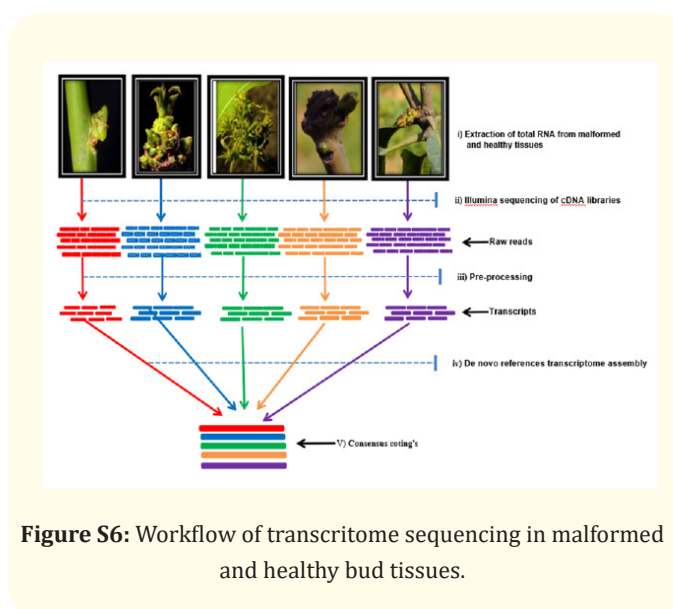 i) Extraction of total RNA from malformed
and healthy tissues
ii) Illumina sequencing of cDNA libraries
Raw reads
iii) Pre-processing
Transcripts
iv) De novo references transcriptome assembly
V) Consensus coting's
Figure S6: Workflow of transcritome sequencing in malformed
and healthy bud tissues.